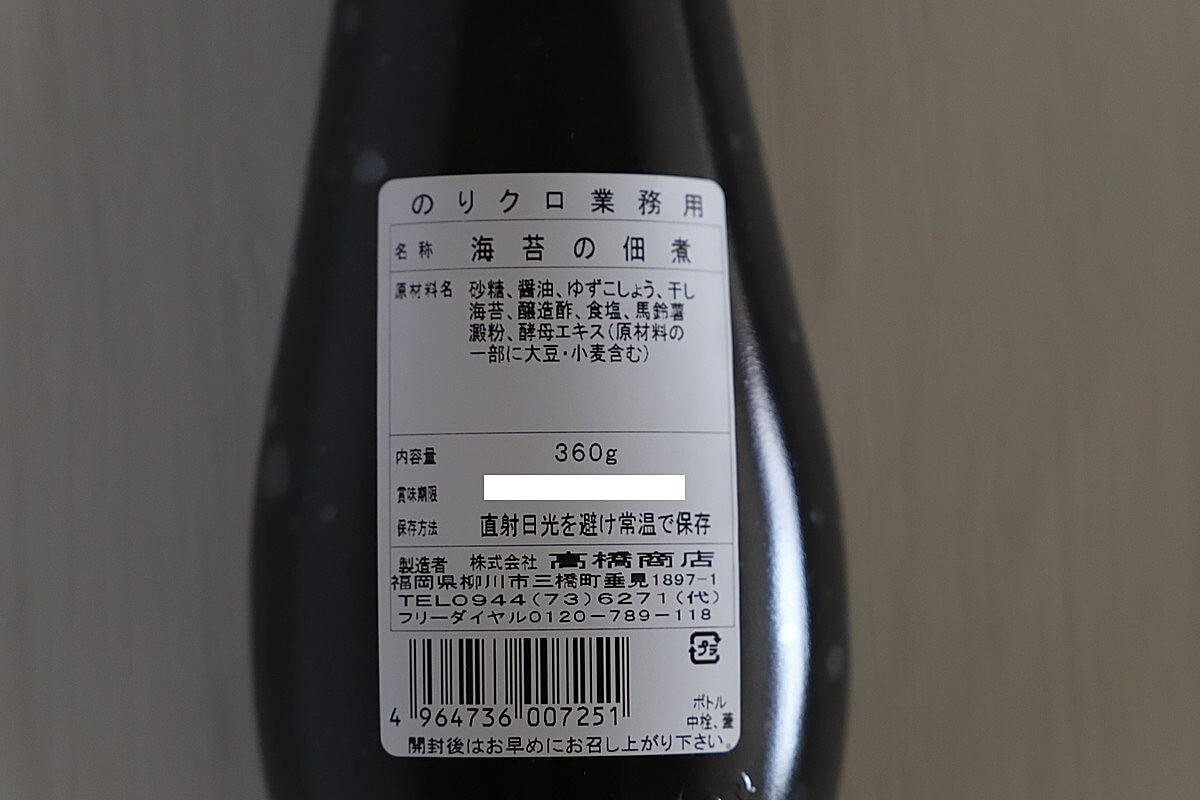 のりクロ業務用
名称 海苔の佃煮
原材料名 砂糖、醤油、ゆずこしょう、干し
海苔、醸造酢、食塩、馬鈴薯
澱粉、酵母エキス(原材料の
一部に大豆・小麦含む)
内容量 360g
賞味期限
保存方法 直射日光を避け常温で保存
製造者 株式会社 高橋商店
福岡県柳川市三橋町垂見1897-1
TEL0944(73)6271(代)
フリーダイヤル0120-789-118
プラ
4 964736 007251
ボトル
中栓、蓋
開封後はお早めにお召し上がり下さい。